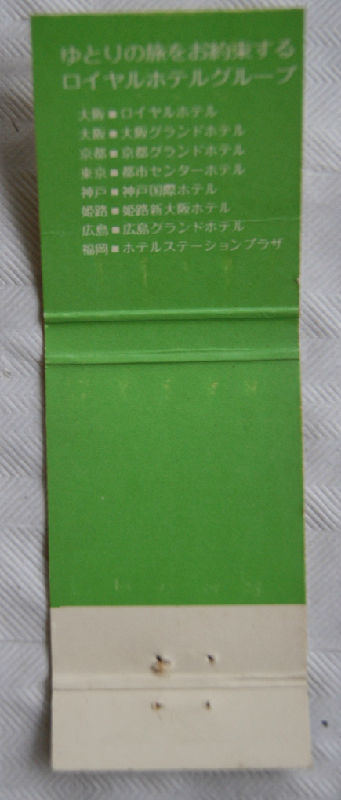 ゆとりの旅をお約束する
ロイヤルホテルグループ
大阪■ロイヤルホテル
大阪■大阪グランドホテル
京都■京都グランドホテル
東京■都市センターホテル
神戸■神戸国際ホテル
姫路■姫路新大阪ホテル
広島■広島グランドホテル
福岡■ホテルステーションプラザ